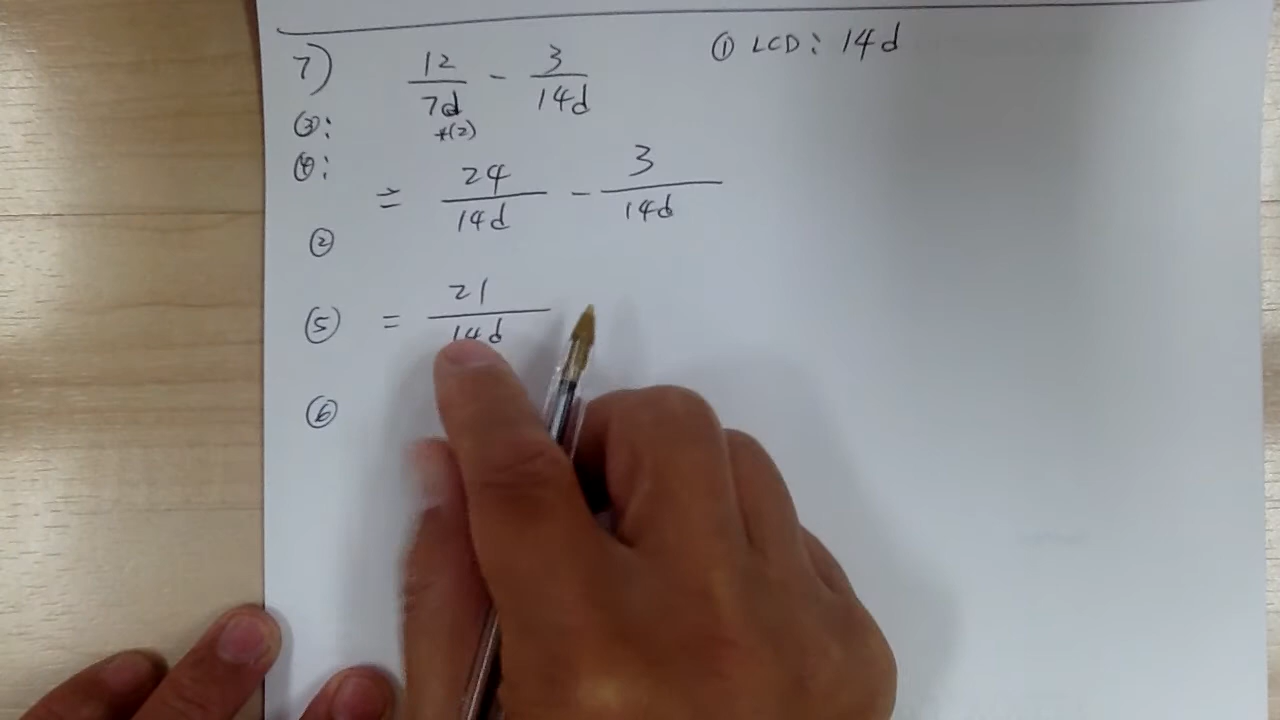 7) 12/7d - 3/14d ① LCD: 14d
③: *(2)
④: = 24/14d - 3/14d
②
⑤ = 21/14d
⑥